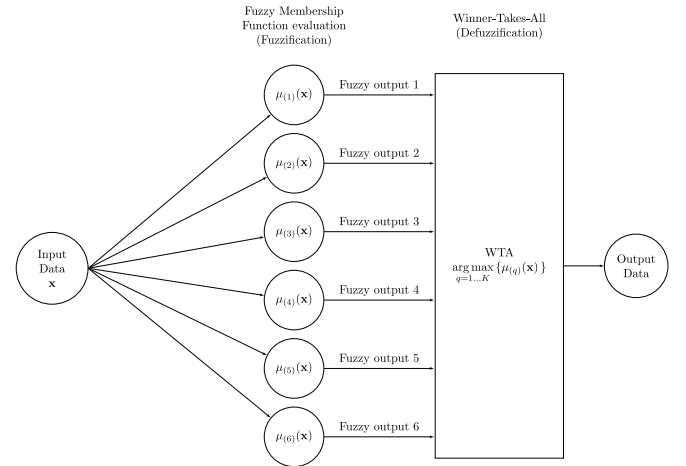 Fuzzy Membership
Function evaluation
(Fuzzification)
Winner-Takes-All
(Defuzzification)
μ(1)(x)
Fuzzy output 1
μ(2)(x)
Fuzzy output 2
μ(3)(x)
Fuzzy output 3
Input
Data
x
WTA
arg max {μ(q)(x) }
q=1...K
Output
Data
μ(4)(x)
Fuzzy output 4
μ(5)(x)
Fuzzy output 5
μ(6)(x)
Fuzzy output 6